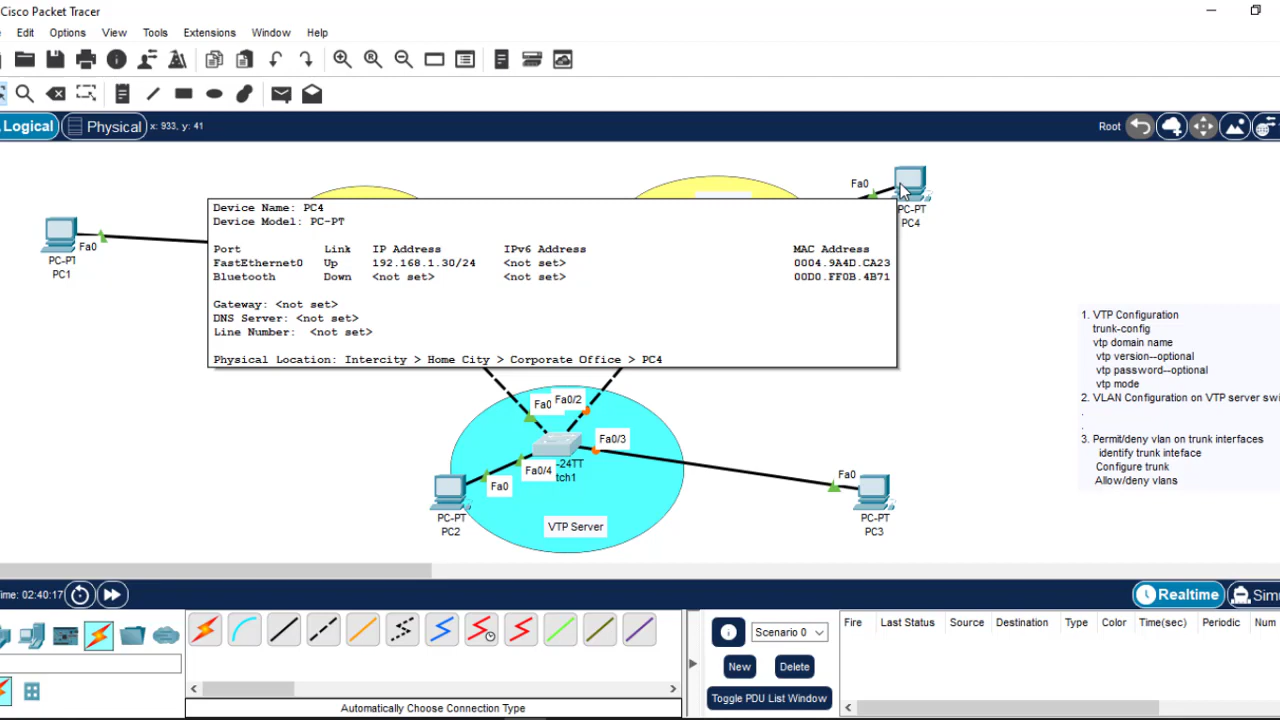 Cisco Packet Tracer
Edit Options View Tools Extensions Window Help
Logical Physical x: 933, y: 41 Root
Fa0
PC-PT
PC4
Device Name: PC4
Device Model: PC-PT
Port Link IP Address IPv6 Address MAC Address
FastEthernet0 Up 192.168.1.30/24 <not set> 0004.9A4D.CA23
Bluetooth Down <not set> <not set> 00D0.FF0B.4B71
Gateway: <not set>
DNS Server: <not set>
Line Number: <not set>
Physical Location: Intercity > Home City > Corporate Office > PC4
Fa0
PC-PT
PC1
1. VTP Configuration
trunk-config
vtp domain name
vtp version--optional
vtp password--optional
vtp mode
2. VLAN Configuration on VTP server swi
.
.
3. Permit/deny vlan on trunk interfaces
identify trunk inteface
Configure trunk
Allow/deny vlans
Fa0 Fa0/2
Fa0/3
-24TT
tch1
Fa0/4
Fa0
PC-PT
PC2
VTP Server
Fa0
PC-PT
PC3
ime: 02:40:17 Realtime Simu
Scenario 0
New Delete
Toggle PDU List Window
Fire Last Status Source Destination Type Color Time(sec) Periodic Num
Automatically Choose Connection Type